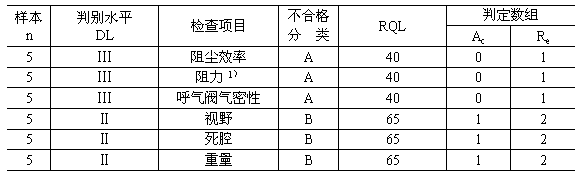 样本 n 判别水平 DL 检查项目 不合格 分 类 RQL 判定数组 Ac Re
5 III 阻尘效率 A 40 0 1
5 III 阻力1) A 40 0 1
5 III 呼气阀气密性 A 40 0 1
5 II 视野 B 65 1 2
5 II 死腔 B 65 1 2
5 II 重量 B 65 1 2